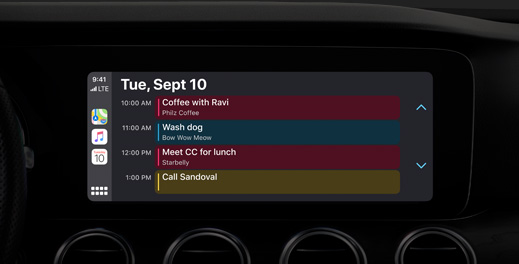 9:41
LTE
10
Tue, Sept 10
10:00 AM Coffee with Ravi
Philz Coffee
11:00 AM Wash dog
Bow Wow Meow
12:00 PM Meet CC for lunch
Starbelly
1:00 PM Call Sandoval